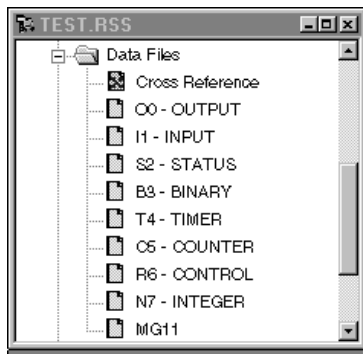 TEST.RSS
Data Files
Cross Reference
O0 - OUTPUT
I1 - INPUT
S2 - STATUS
B3 - BINARY
T4 - TIMER
C5 - COUNTER
R6 - CONTROL
N7 - INTEGER
MG11